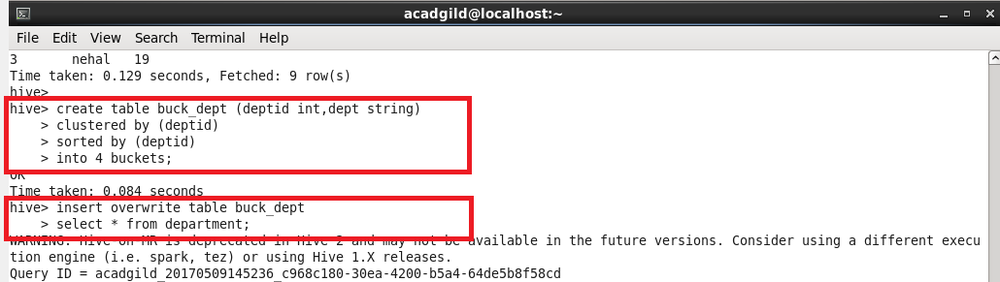 acadgild@localhost:~
File Edit View Search Terminal Help
3 nehal 19
Time taken: 0.129 seconds, Fetched: 9 row(s)
hive>
hive> create table buck_dept (deptid int,dept string)
> clustered by (deptid)
> sorted by (deptid)
> into 4 buckets;
OK
Time taken: 0.084 seconds
hive> insert overwrite table buck_dept
> select * from department;
WARNING: Hive-on-MR is deprecated in Hive 2 and may not be available in the future versions. Consider using a different execu
tion engine (i.e. spark, tez) or using Hive 1.X releases.
Query ID = acadgild_20170509145236_c968c180-30ea-4200-b5a4-64de5b8f58cd